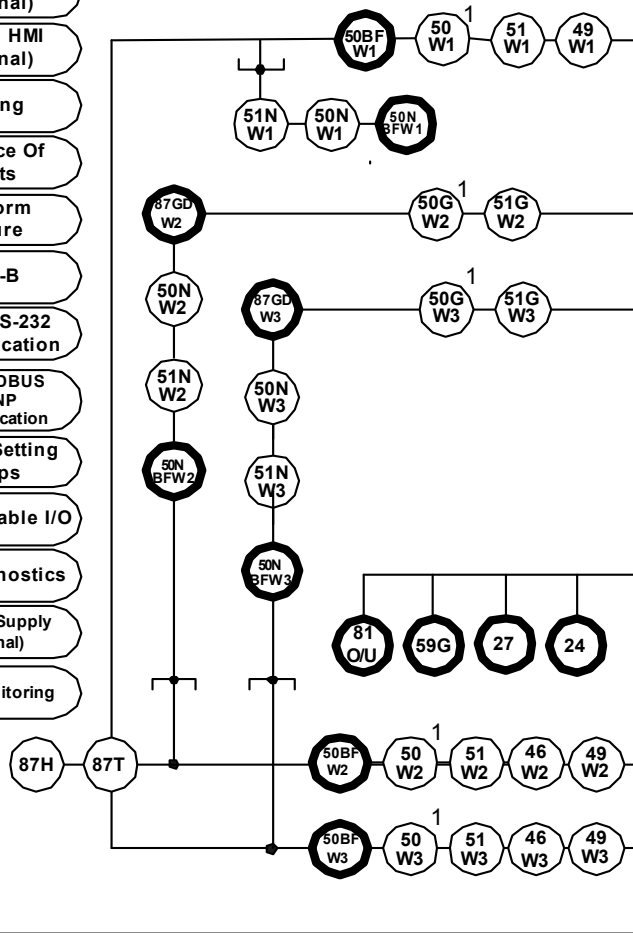 nal)
HMI
nal)
ng
ce Of
ts
orm
ure
-B
S-232
cation
DBUS
NP
cation
Setting
ps
able I/O
nostics
Supply
nal)
itoring
50BF
W1
50
W1
1
51
W1
49
W1
51N
W1
50N
W1
50N
BFW1
87GD
W2
50G
W2
1
51G
W2
50N
W2
87GD
W3
50G
W3
1
51G
W3
51N
W2
50N
W3
50N
BFW2
51N
W3
50N
BFW3
81
O/U
59G
27
24
87H
87T
50BF
W2
50
W2
1
51
W2
46
W2
49
W2
50BF
W3
50
W3
1
51
W3
46
W3
49
W3